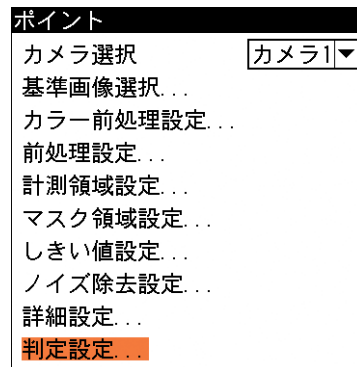 ポイント
カメラ選択 カメラ1▼
基準画像選択...
カラー前処理設定...
前処理設定...
計測領域設定...
マスク領域設定...
しきい値設定...
ノイズ除去設定...
詳細設定...
判定設定...